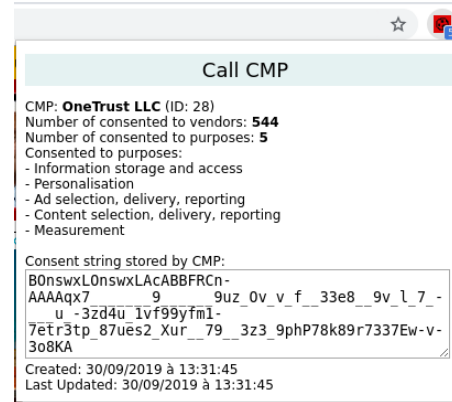 Call CMP
CMP: OneTrust LLC (ID: 28)
Number of consented to vendors: 544
Number of consented to purposes: 5
Consented to purposes:
- Information storage and access
- Personalisation
- Ad selection, delivery, reporting
- Content selection, delivery, reporting
- Measurement
Consent string stored by CMP:
BOnswxLOnswxLAcABBFRCn-
AAAAqx7_______9______9uz_Ov_v_f__33e8__9v_l_7_-
___u_-3zd4u_1vf99yfm1-
7etr3tp_87ues2_Xur__79__3z3_9phP78k89r7337Ew-v-
3o8KA
Created: 30/09/2019 à 13:31:45
Last Updated: 30/09/2019 à 13:31:45